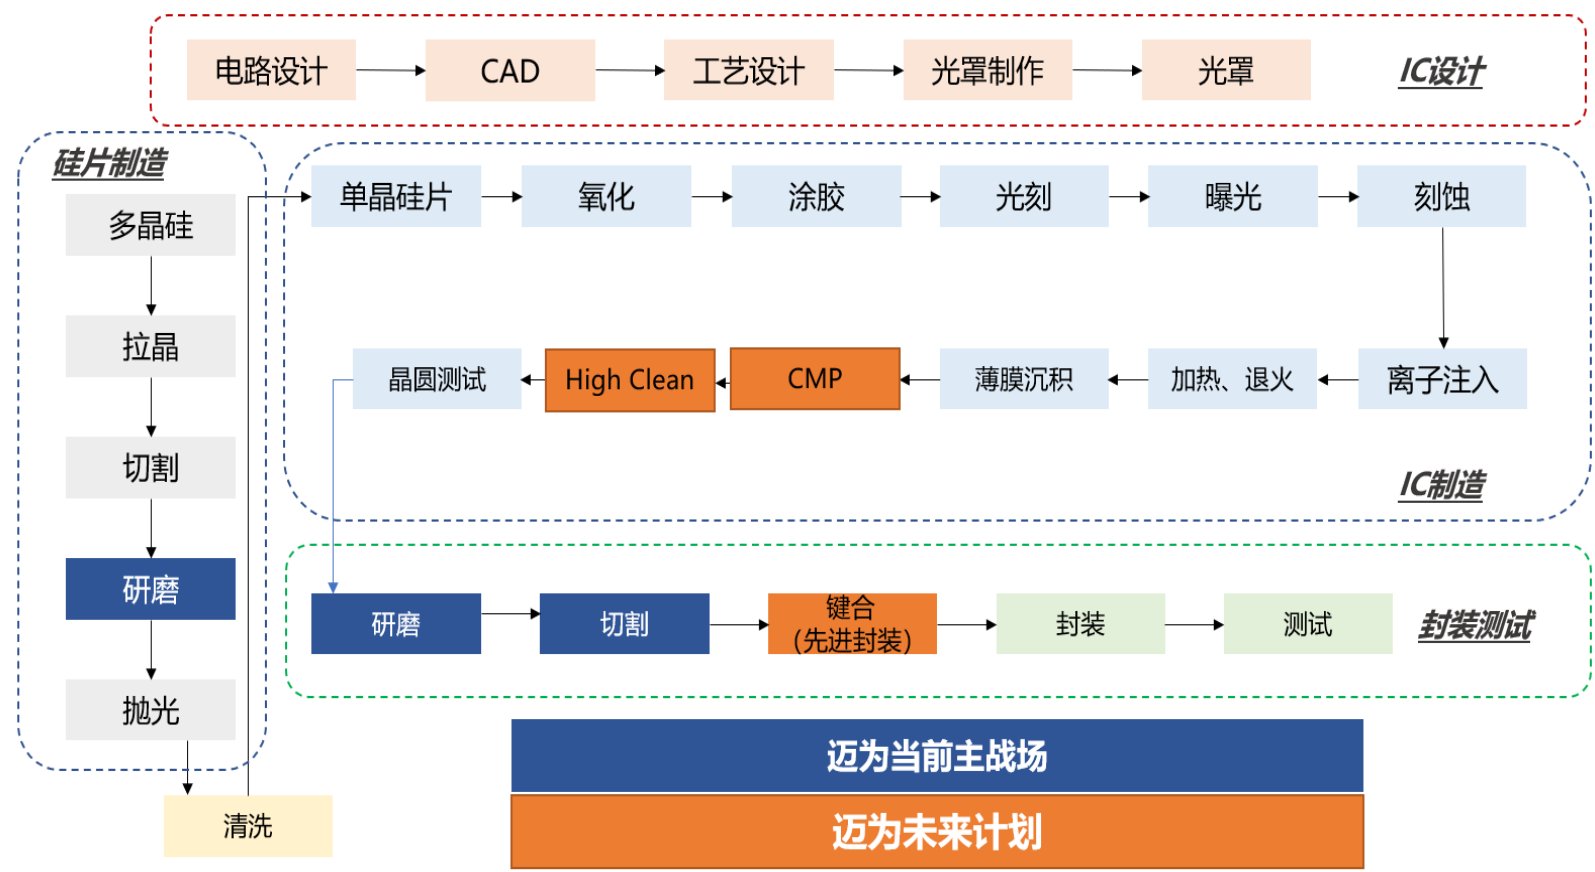 电路设计
CAD
工艺设计
光罩制作
光罩
IC设计
硅片制造
多晶硅
拉晶
切割
研磨
抛光
清洗
单晶硅片
氧化
涂胶
光刻
曝光
刻蚀
离子注入
加热、退火
薄膜沉积
CMP
High Clean
晶圆测试
IC制造
研磨
切割
键合
（先进封装）
封装
测试
封装测试
迈为当前主战场
迈为未来计划